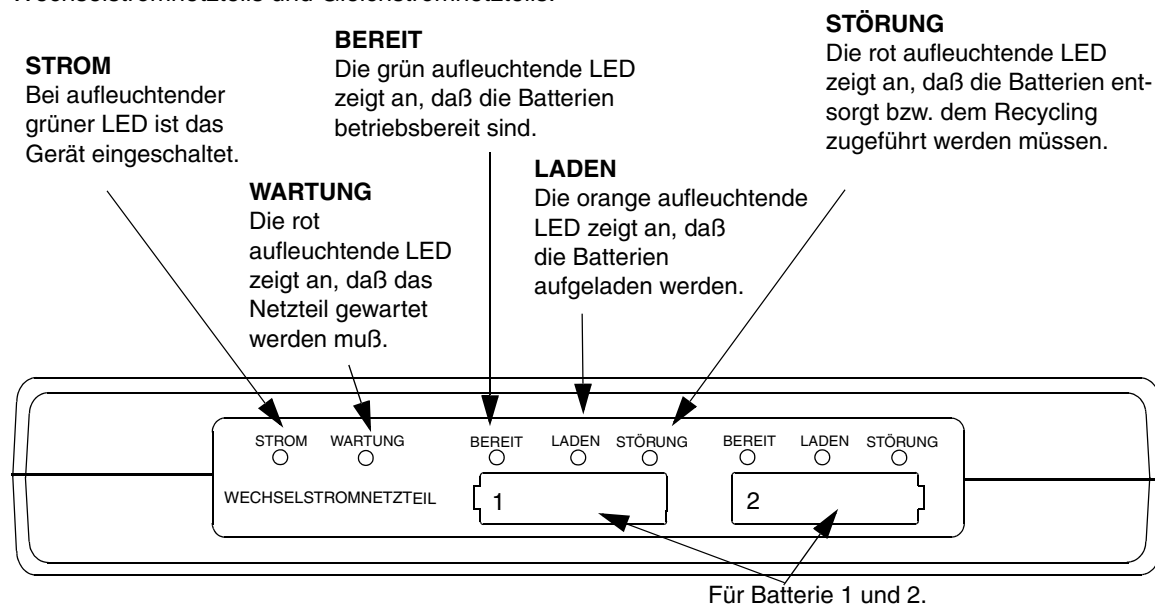 Wechselstromnetzteils und Gleichstromnetzteils.
STROM
Bei aufleuchtender
grüner LED ist das
Gerät eingeschaltet.
BEREIT
Die grün aufleuchtende LED
zeigt an, daß die Batterien
betriebsbereit sind.
STÖRUNG
Die rot aufleuchtende LED
zeigt an, daß die Batterien ent-
sorgt bzw. dem Recycling
zugeführt werden müssen.
WARTUNG
Die rot
aufleuchtende LED
zeigt an, daß das
Netzteil gewartet
werden muß.
LADEN
Die orange aufleuchtende
LED zeigt an, daß
die Batterien
aufgeladen werden.
STROM WARTUNG BEREIT LADEN STÖRUNG BEREIT LADEN STÖRUNG
WECHSELSTROMNETZTEIL 1 2
Für Batterie 1 und 2.